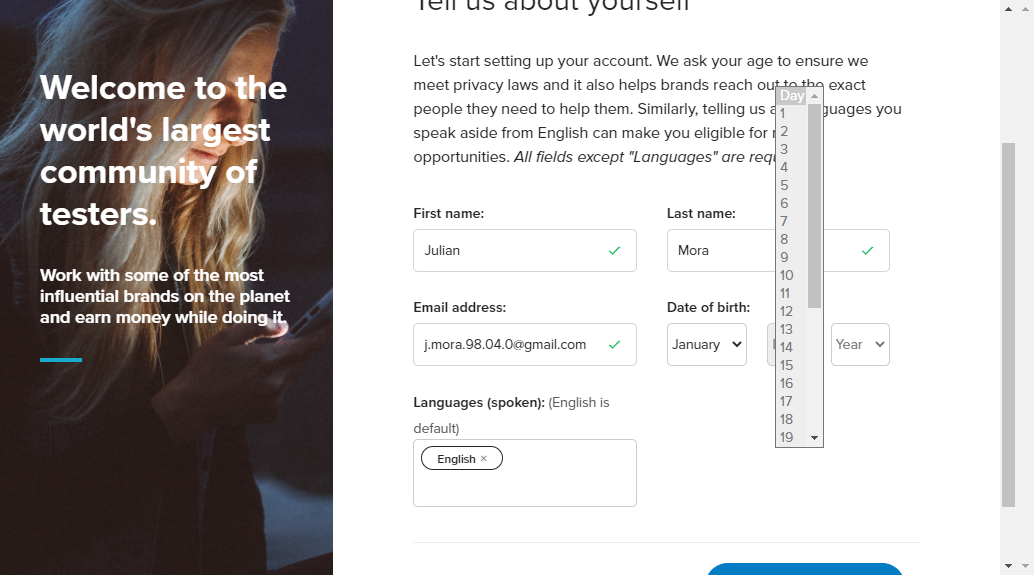 Welcome to the
world's largest
community of
testers.
Work with some of the most
influential brands on the planet
and earn money while doing it.
Tell us about yourself
Let's start setting up your account. We ask your age to ensure we
meet privacy laws and it also helps brands reach out to the exact
people they need to help them. Similarly, telling us a guages you
speak aside from English can make you eligible for
opportunities. All fields except "Languages" are requ
First name:
Last name:
Julian
Mora
Email address:
Date of birth:
j.mora.98.04.0@gmail.com
January
Year
Day
1
2
3
4
5
6
7
8
9
10
11
12
13
14
15
16
17
18
19
Languages (spoken): (English is
default)
English ×